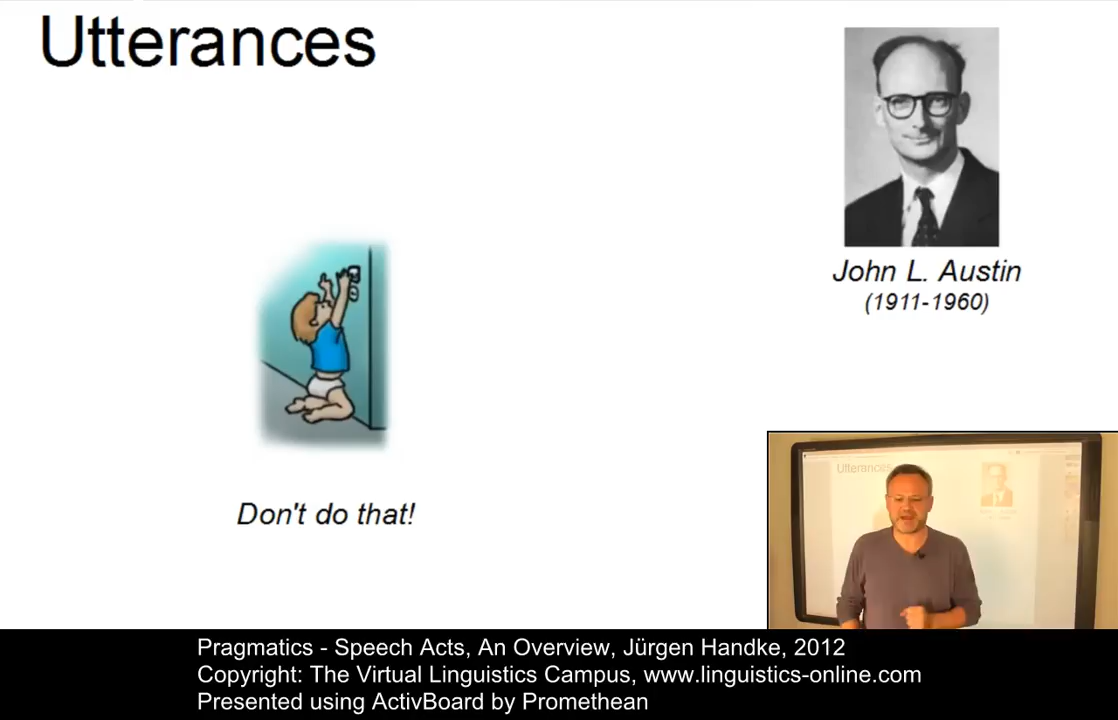 Utterances
John L. Austin
(1911-1960)
Don't do that!
Utterances
Pragmatics - Speech Acts, An Overview, Jürgen Handke, 2012
Copyright: The Virtual Linguistics Campus, www.linguistics-online.com
Presented using ActivBoard by Promethean